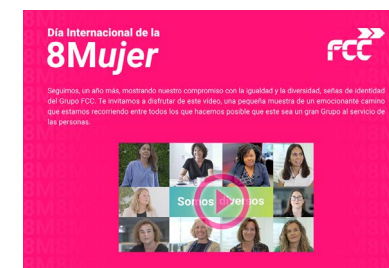 Día Internacional de la
8Mujer
FCC
Seguimos, un año más, mostrando nuestro compromiso con la igualdad y la diversidad, señas de identidad
del Grupo FCC. Te invitamos a disfrutar de este video, una pequeña muestra de un emocionante camino
que estamos recorriendo entre todos los que hacemos posible que este sea un gran Grupo al servicio de
las personas.
Somos diversos